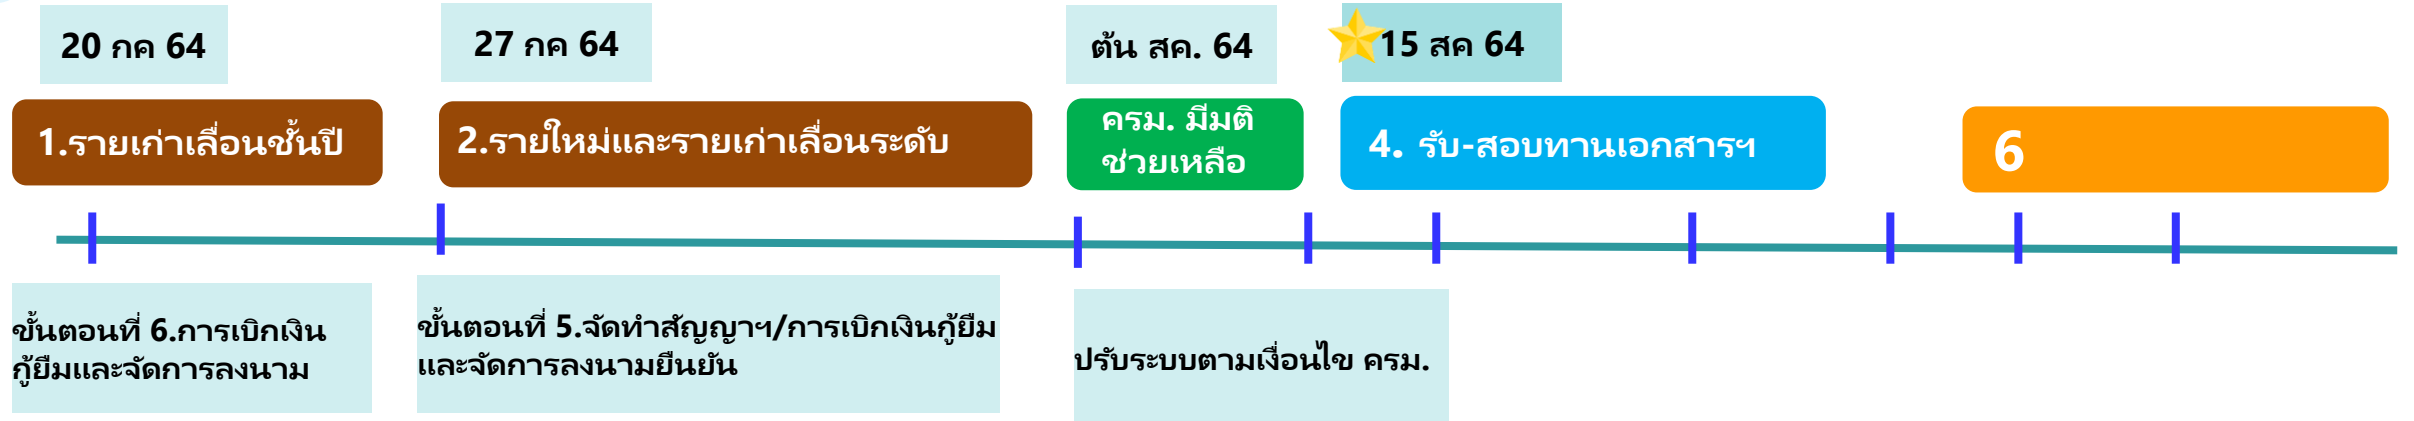 20 กค 64
27 กค 64
ต้น สค. 64
15 สค 64
1.รายเก่าเลื่อนชั้นปี
2.รายใหม่และรายเก่าเลื่อนระดับ
ครม. มีมติ
ช่วยเหลือ
4. รับ-สอบทานเอกสารฯ
6
ขั้นตอนที่ 6.การเบิกเงิน
กู้ยืมและจัดการลงนาม
ขั้นตอนที่ 5.จัดทำสัญญาฯ/การเบิกเงินกู้ยืม
และจัดการลงนามยืนยัน
ปรับระบบตามเงื่อนไข ครม.